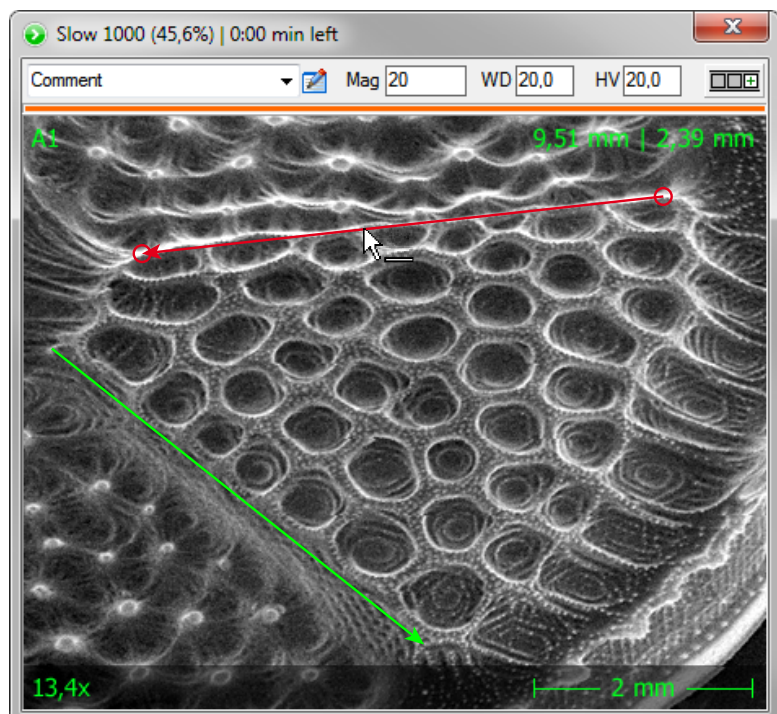 Slow 1000 (45,6%) | 0:00 min left
Comment Mag 20 WD 20,0 HV 20,0
A1 9,51 mm | 2,39 mm
13,4x 2 mm